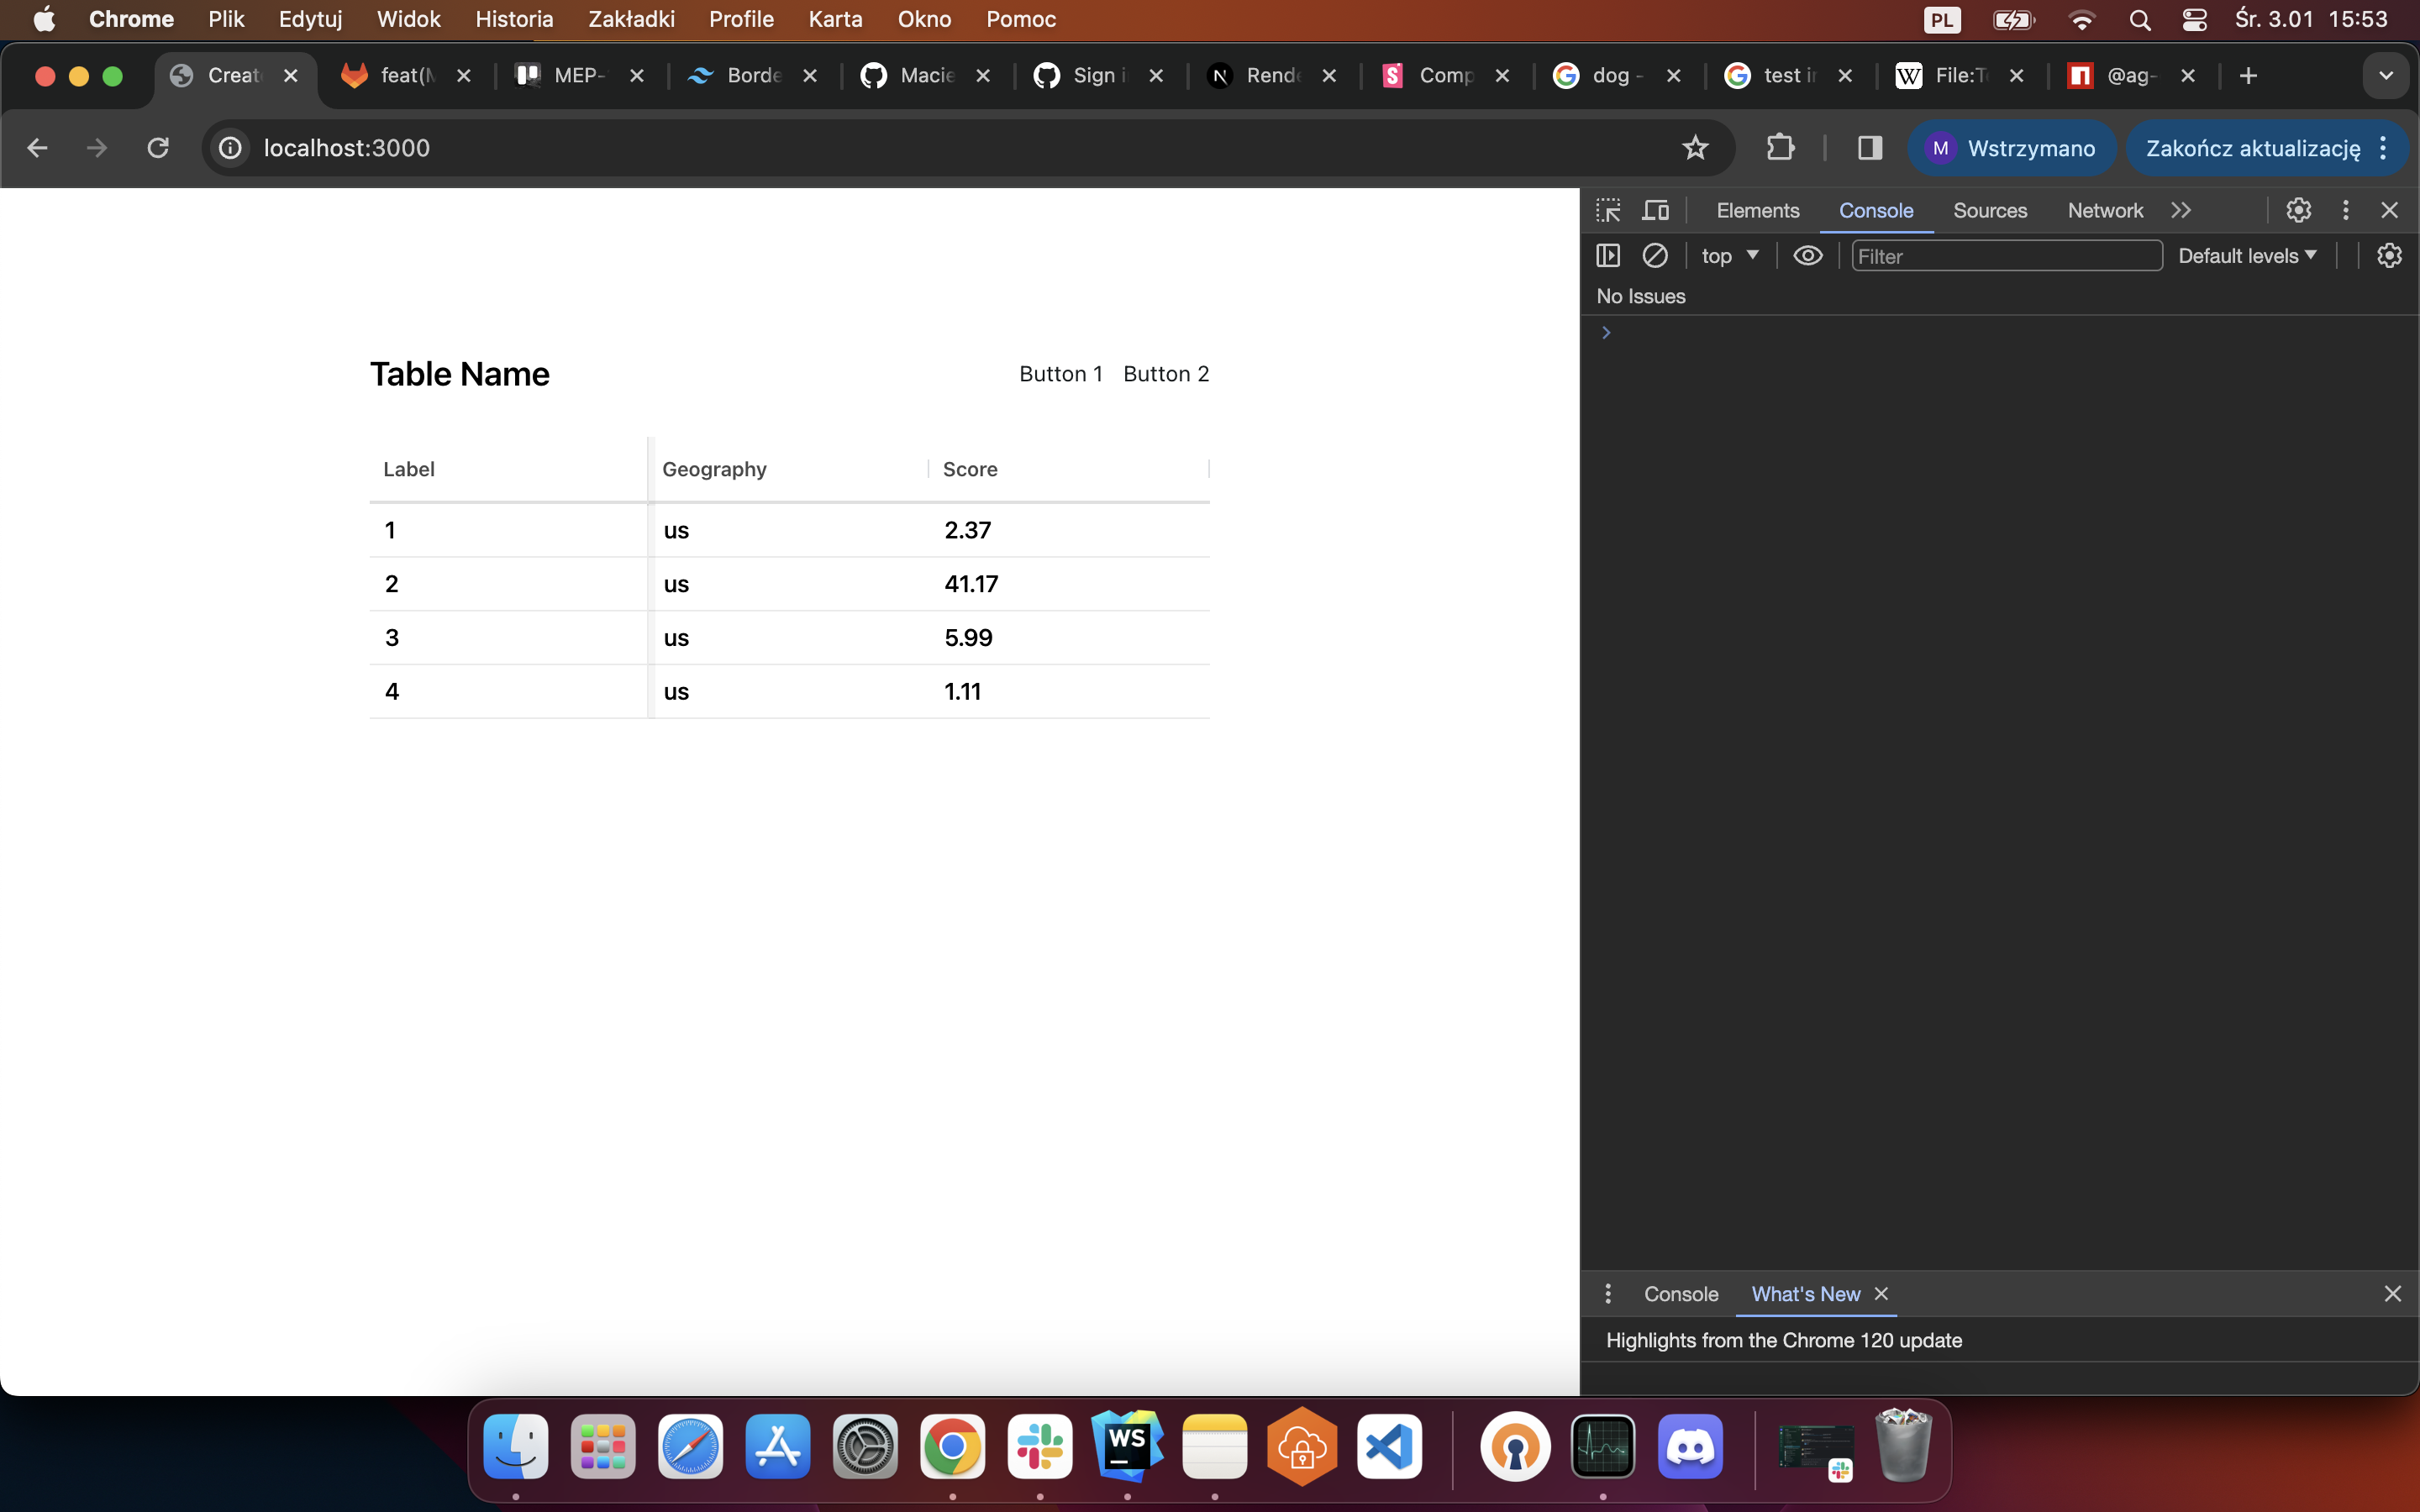 Chrome Plik Edytuj Widok Historia Zakładki Profile Karta Okno Pomoc PL Śr. 3.01 15:53
Creat feat(M MEP- Borde Macie Sign i Rende Comp dog - test i File:T @ag-
localhost:3000 M Wstrzymano Zakończ aktualizację
Elements Console Sources Network
top Filter Default levels
No Issues
Table Name Button 1 Button 2
Label Geography Score
1 us 2.37
2 us 41.17
3 us 5.99
4 us 1.11
Console What's New
Highlights from the Chrome 120 update
WS